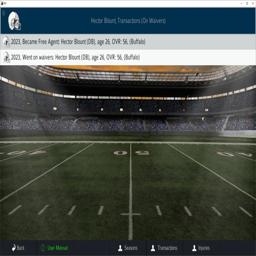 Hector Blount, Transactions (On Waivers)
2023, Became Free Agent: Hector Blount (DB), age 26, OVR: 56, (Buffalo)
2023, Went on waivers: Hector Blount (DB), age 26, OVR: 56, (Buffalo)
Back
User Manual
Seasons
Transactions
Injuries